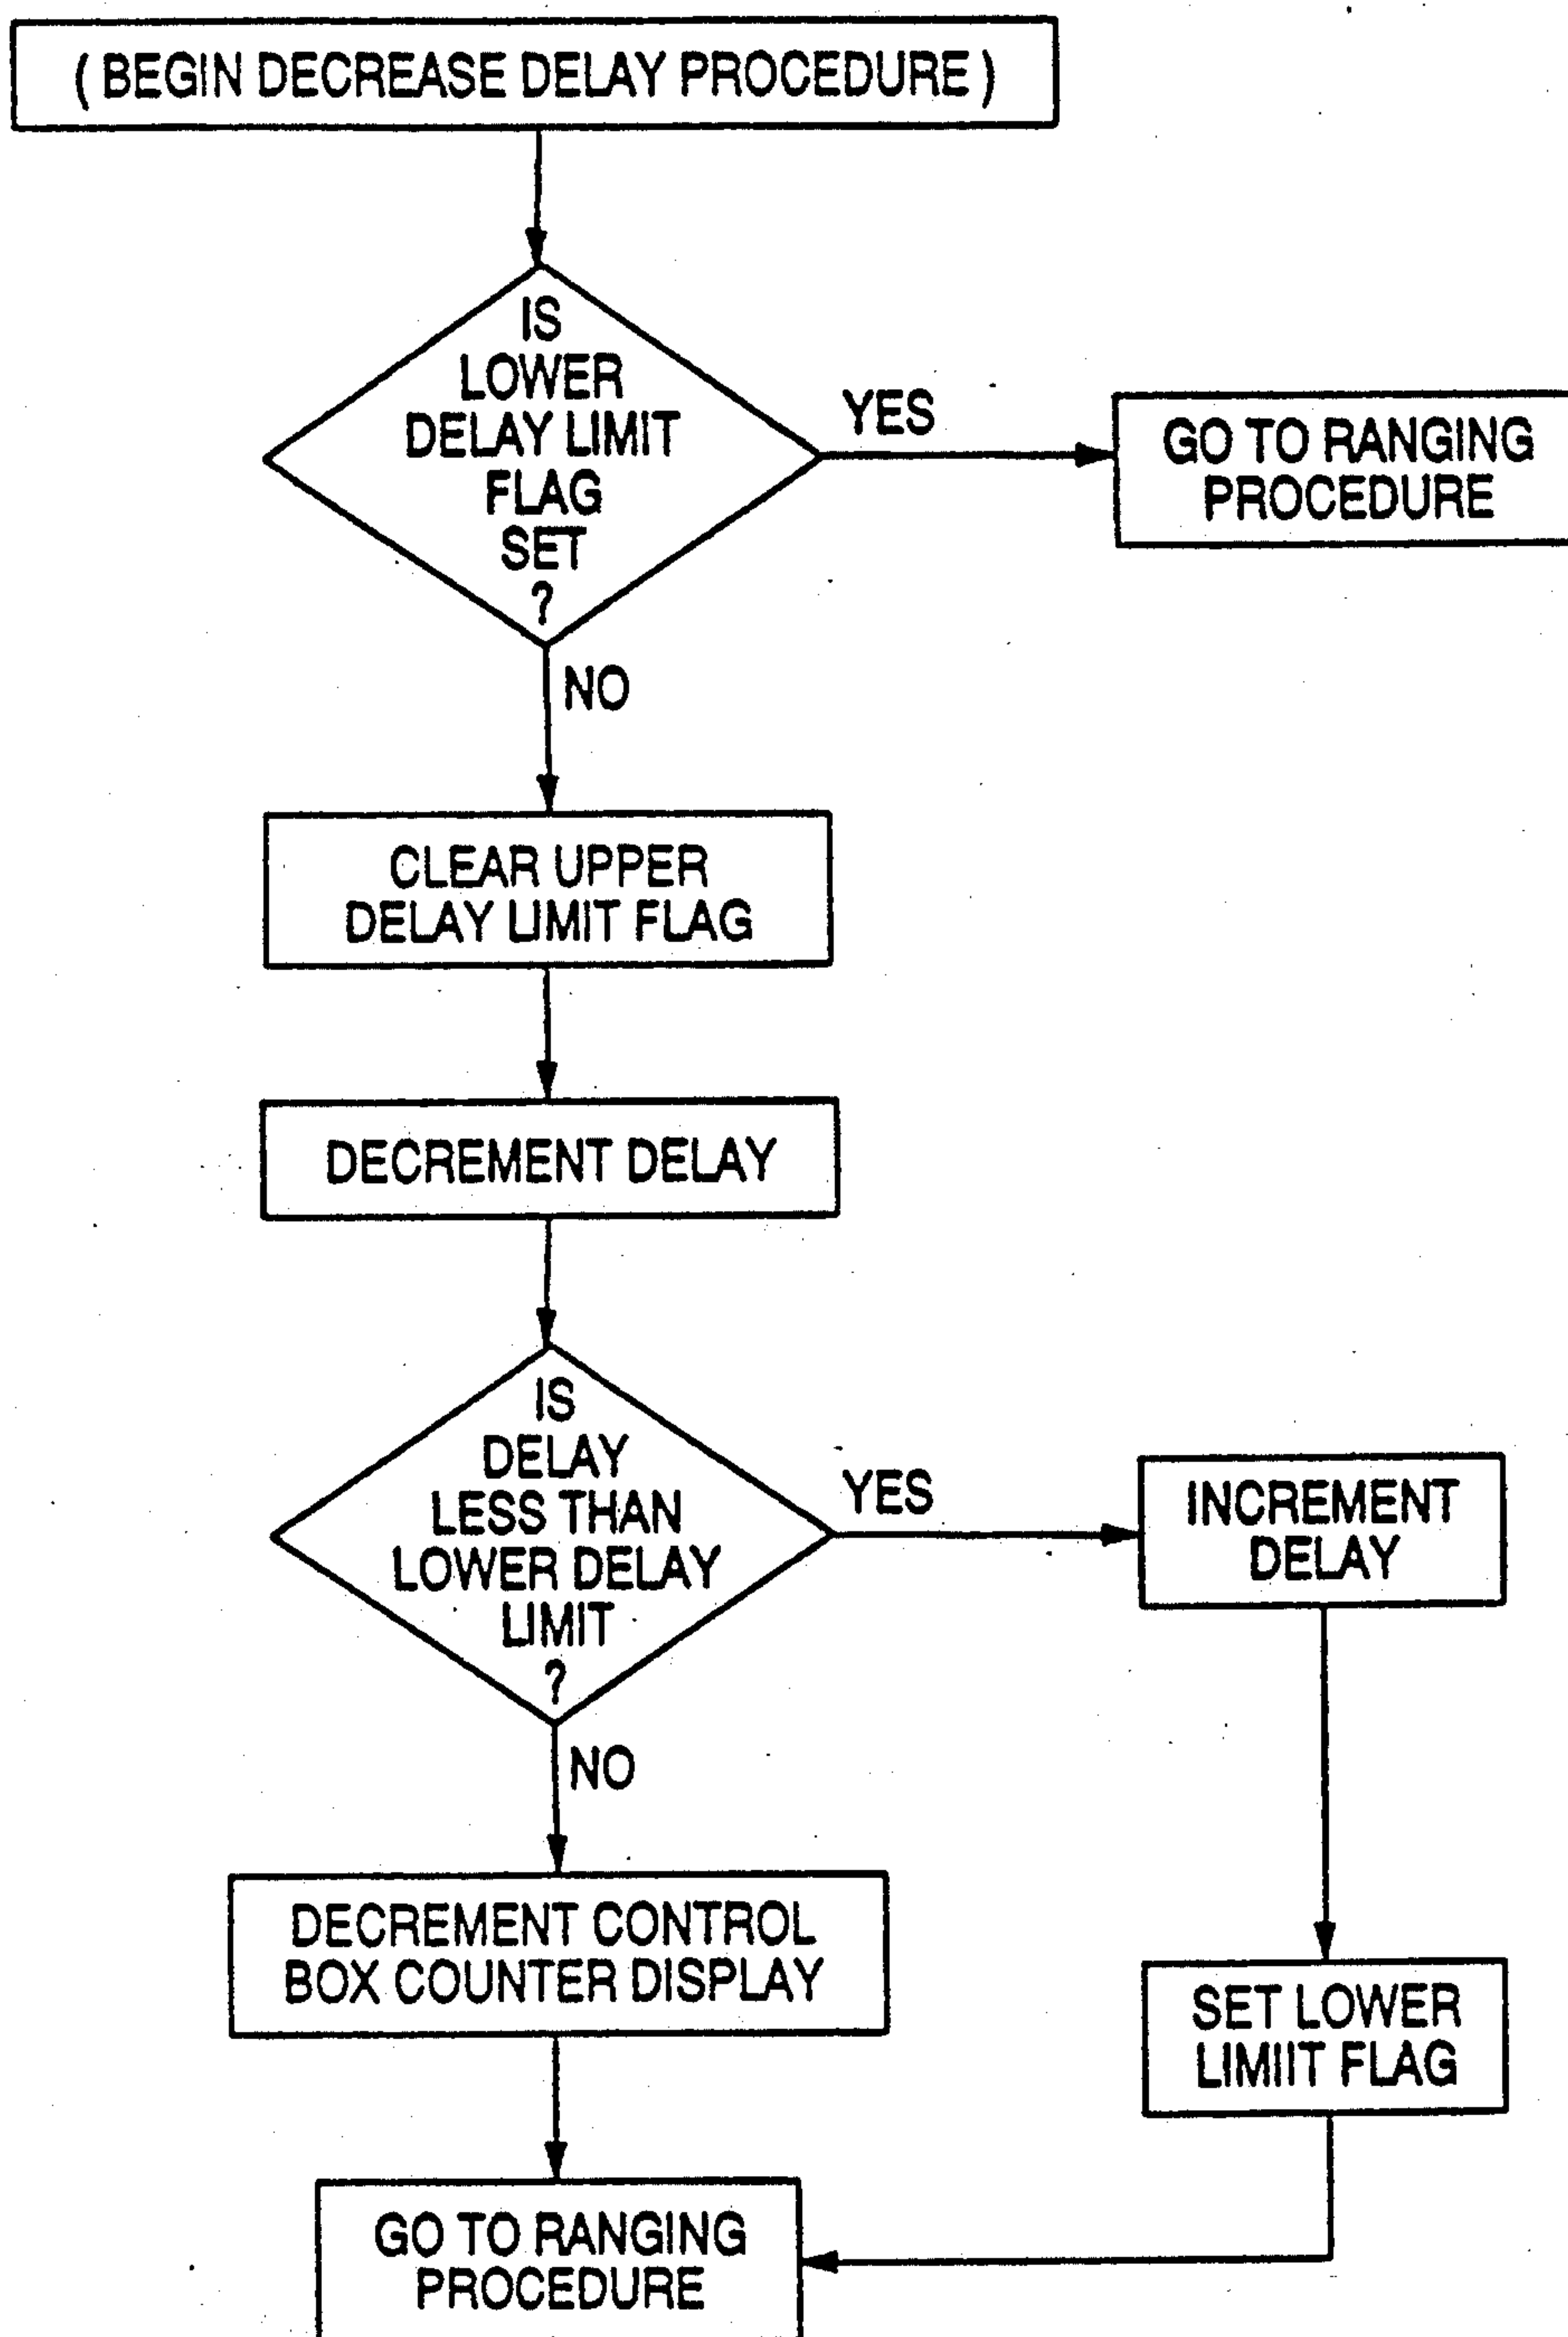 ( BEGIN DECREASE DELAY PROCEDURE )
IS
LOWER
DELAY LIMIT
FLAG
SET
?
YES
GO TO RANGING
PROCEDURE
NO
CLEAR UPPER
DELAY LIMIT FLAG
DECREMENT DELAY
IS
DELAY
LESS THAN
LOWER DELAY
LIMIT
?
YES
INCREMENT
DELAY
NO
DECREMENT CONTROL
BOX COUNTER DISPLAY
SET LOWER
LIMIIT FLAG
GO TO RANGING
PROCEDURE